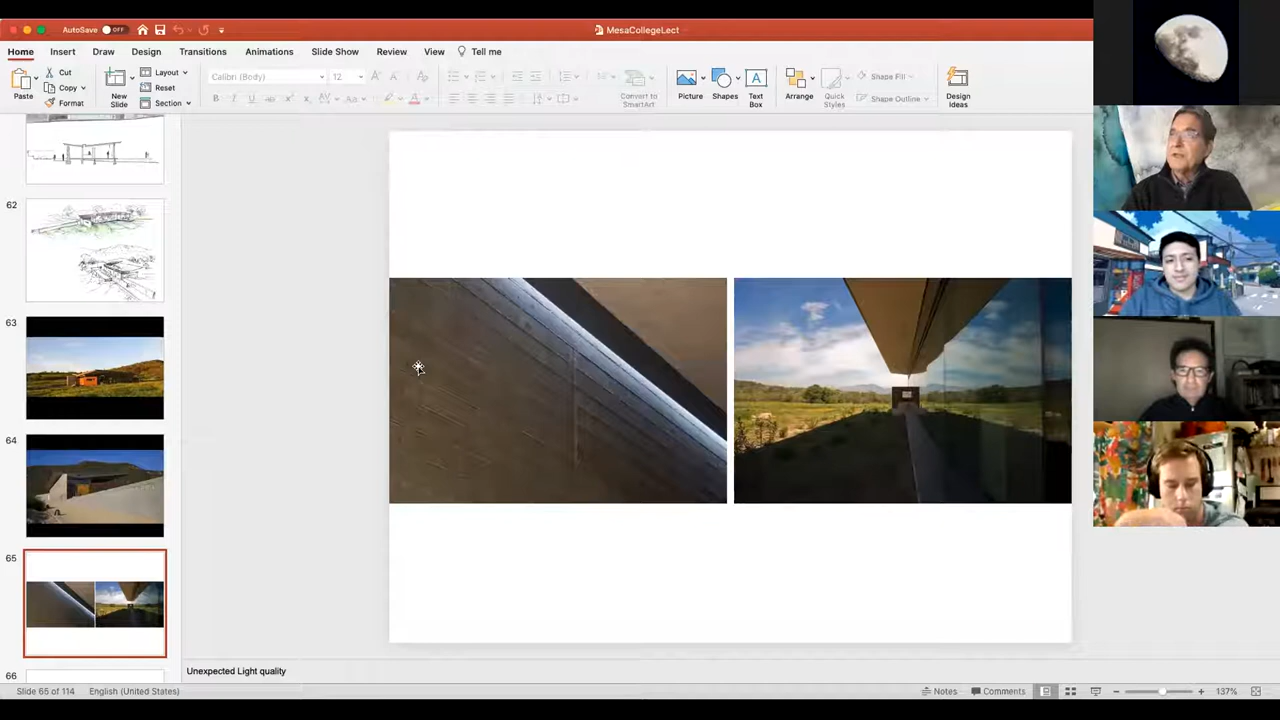 AutoSave OFF
MesaCollegeLect
Home Insert Draw Design Transitions Animations Slide Show Review View Tell me
Paste
Cut
Copy
Format
New Slide
Layout
Reset
Section
Calibri (Body) 12
Convert to SmartArt
Picture
Shapes
Text Box
Arrange
Quick Styles
Shape Fill
Shape Outline
Design Ideas
62
63
64
65
66
Unexpected Light quality
Slide 65 of 114 English (United States) Notes Comments 137%